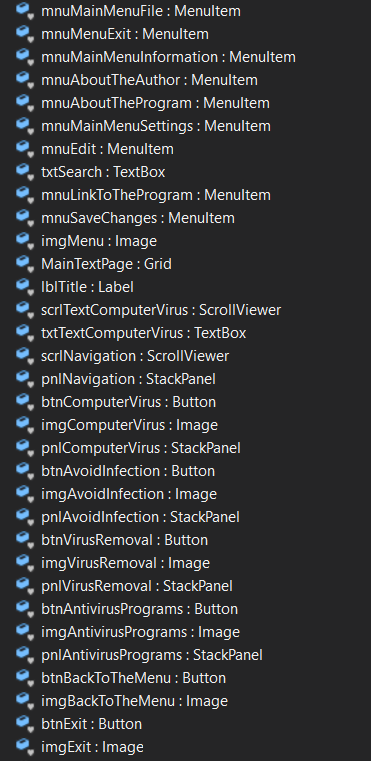 mnuMainMenuFile : MenuItem
mnuMenuExit : MenuItem
mnuMainMenuInformation : MenuItem
mnuAboutTheAuthor : MenuItem
mnuAboutTheProgram : MenuItem
mnuMainMenuSettings : MenuItem
mnuEdit : MenuItem
txtSearch : TextBox
mnuLinkToTheProgram : MenuItem
mnuSaveChanges : MenuItem
imgMenu : Image
MainTextPage : Grid
lblTitle : Label
scrlTextComputerVirus : ScrollViewer
txtTextComputerVirus : TextBox
scrlNavigation : ScrollViewer
pnlNavigation : StackPanel
btnComputerVirus : Button
imgComputerVirus : Image
pnlComputerVirus : StackPanel
btnAvoidInfection : Button
imgAvoidInfection : Image
pnlAvoidInfection : StackPanel
btnVirusRemoval : Button
imgVirusRemoval : Image
pnlVirusRemoval : StackPanel
btnAntivirusPrograms : Button
imgAntivirusPrograms : Image
pnlAntivirusPrograms : StackPanel
btnBackToTheMenu : Button
imgBackToTheMenu : Image
btnExit : Button
imgExit : Image